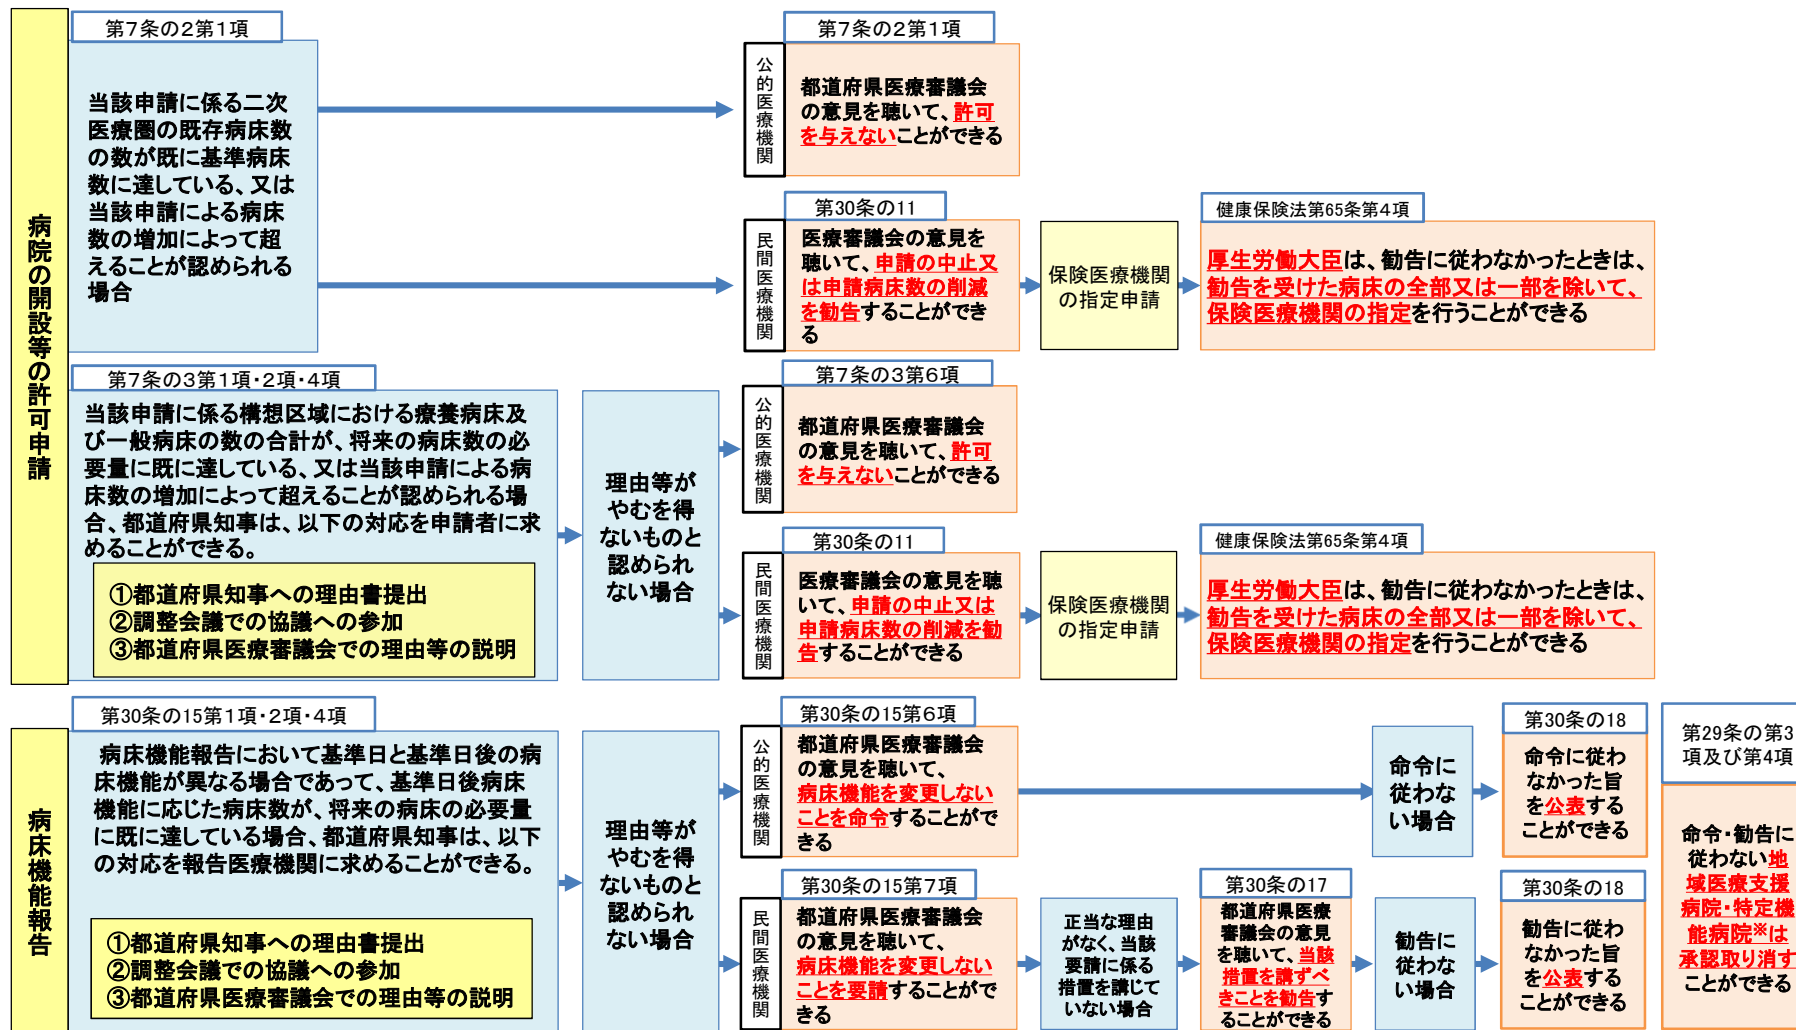 病院の開設等の許可申請
第7条の2第1項
当該申請に係る二次
医療圏の既存病床数
の数が既に基準病床
数に達している、又は
当該申請による病床
数の増加によって超
えることが認められる
場合
第7条の2第1項
公的医療機関
都道府県医療審議会
の意見を聴いて、許可
を与えないことができる
第30条の11
民間医療機関
医療審議会の意見を
聴いて、申請の中止又
は申請病床数の削減
を勧告することができ
る
保険医療機関
の指定申請
健康保険法第65条第4項
厚生労働大臣は、勧告に従わなかったときは、
勧告を受けた病床の全部又は一部を除いて、
保険医療機関の指定を行うことができる
第7条の3第1項・2項・4項
当該申請に係る構想区域における療養病床及
び一般病床の数の合計が、将来の病床数の必
要量に既に達している、又は当該申請による病
床数の増加によって超えることが認められる場
合、都道府県知事は、以下の対応を申請者に求
めることができる。
①都道府県知事への理由書提出
②調整会議での協議への参加
③都道府県医療審議会での理由等の説明
理由等が
やむを得
ないものと
認められ
ない場合
第7条の3第6項
公的医療機関
都道府県医療審議会
の意見を聴いて、許可
を与えないことができる
第30条の11
民間医療機関
医療審議会の意見を聴
いて、申請の中止又は
申請病床数の削減を勧
告することができる
保険医療機関
の指定申請
健康保険法第65条第4項
厚生労働大臣は、勧告に従わなかったときは、
勧告を受けた病床の全部又は一部を除いて、
保険医療機関の指定を行うことができる
病床機能報告
第30条の15第1項・2項・4項
病床機能報告において基準日と基準日後の病
床機能が異なる場合であって、基準日後病床
機能に応じた病床数が、将来の病床の必要量
に既に達している場合、都道府県知事は、以下
の対応を報告医療機関に求めることができる。
①都道府県知事への理由書提出
②調整会議での協議への参加
③都道府県医療審議会での理由等の説明
理由等が
やむを得
ないものと
認められ
ない場合
第30条の15第6項
公的医療機関
都道府県医療審議会
の意見を聴いて、
病床機能を変更しない
ことを命令することがで
きる
命令に
従わな
い場合
第30条の18
命令に従わ
なかった旨
を公表する
ことができる
第30条の15第7項
民間医療機関
都道府県医療審議会
の意見を聴いて、
病床機能を変更しない
ことを要請することがで
きる
正当な理由
がなく、当該
要請に係る
措置を講じて
いない場合
第30条の17
都道府県医療
審議会の意見
を聴いて、当該
措置を講ずべ
きことを勧告す
ることができる
勧告に
従わな
い場合
第30条の18
勧告に従わ
なかった旨
を公表する
ことができる
第29条の第3
項及び第4項
命令・勧告に
従わない地
域医療支援
病院・特定機
能病院※は
承認取り消す
ことができる